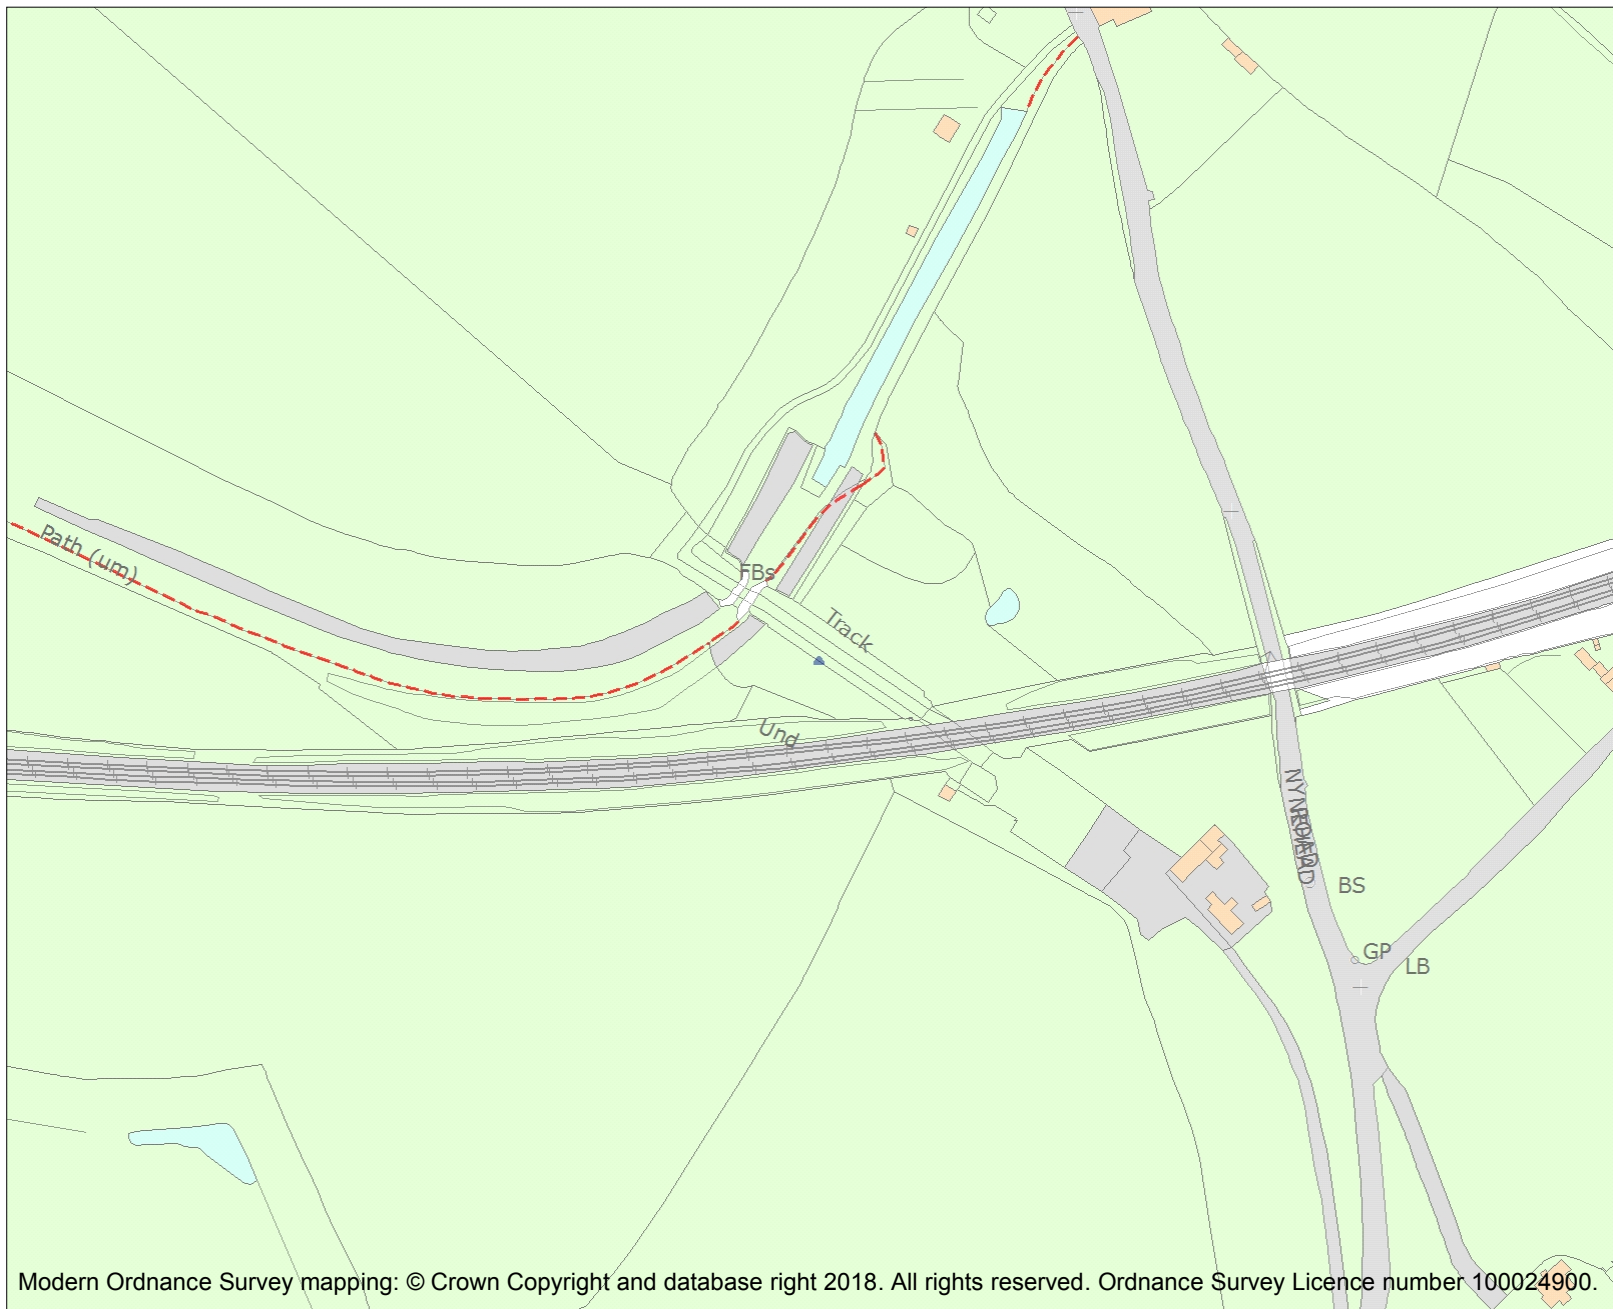 Path (um)
FBs
Track
Und
BS
GP
LB
Modern Ordnance Survey mapping: © Crown Copyright and database right 2018. All rights reserved. Ordnance Survey Licence number 100024900.